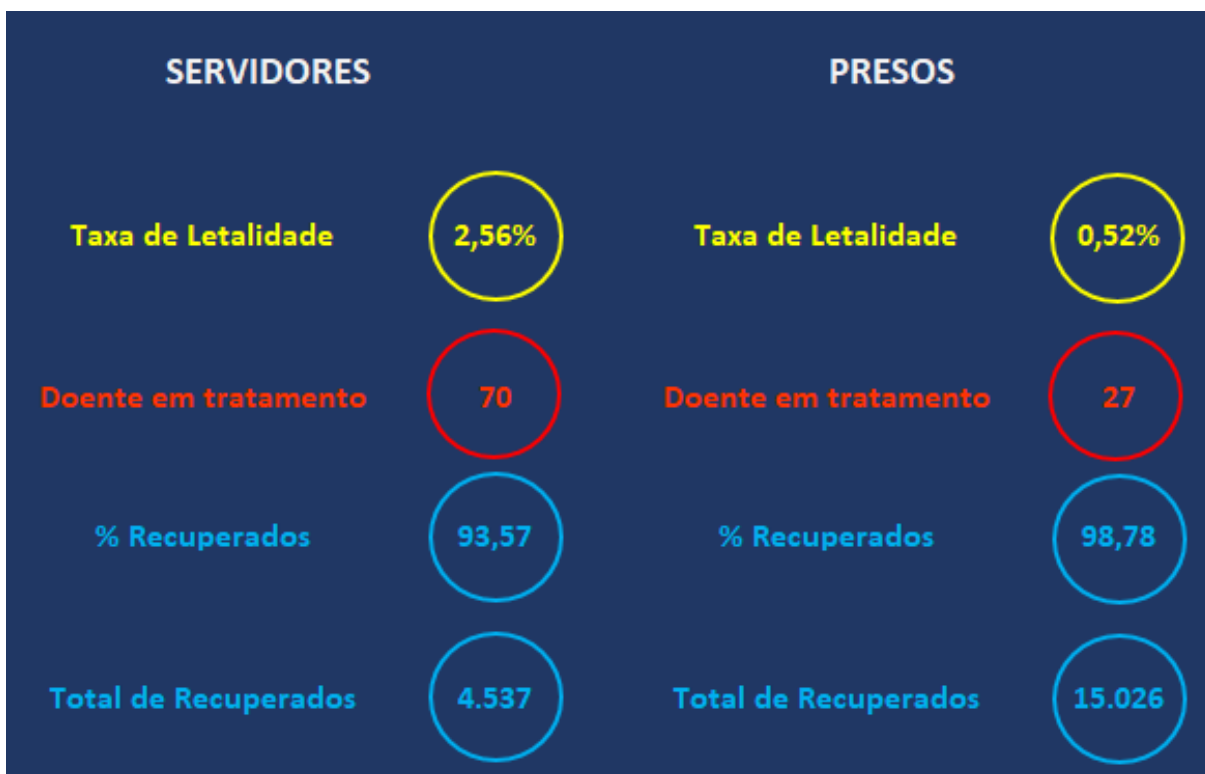 SERVIDORES
PRESOS
Taxa de Letalidade
2,56%
Taxa de Letalidade
0,52%
Doente em tratamento
70
Doente em tratamento
27
% Recuperados
93,57
% Recuperados
98,78
Total de Recuperados
4.537
Total de Recuperados
15.026